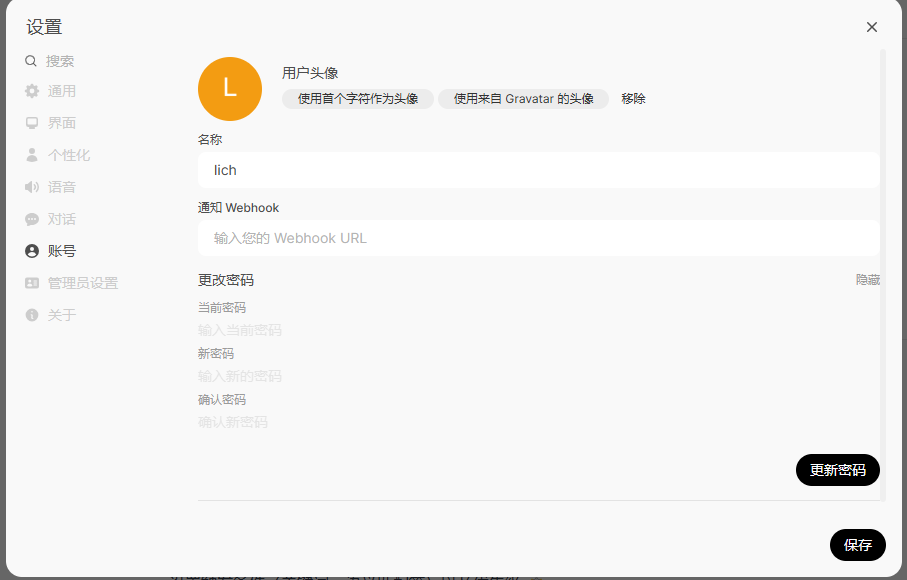 设置
搜索
通用
界面
个性化
语音
对话
账号
管理员设置
关于
L
用户头像
使用首个字符作为头像 使用来自 Gravatar 的头像 移除
名称
lich
通知 Webhook
输入您的 Webhook URL
更改密码 隐藏
当前密码
输入当前密码
新密码
输入新的密码
确认密码
确认新密码
更新密码
保存